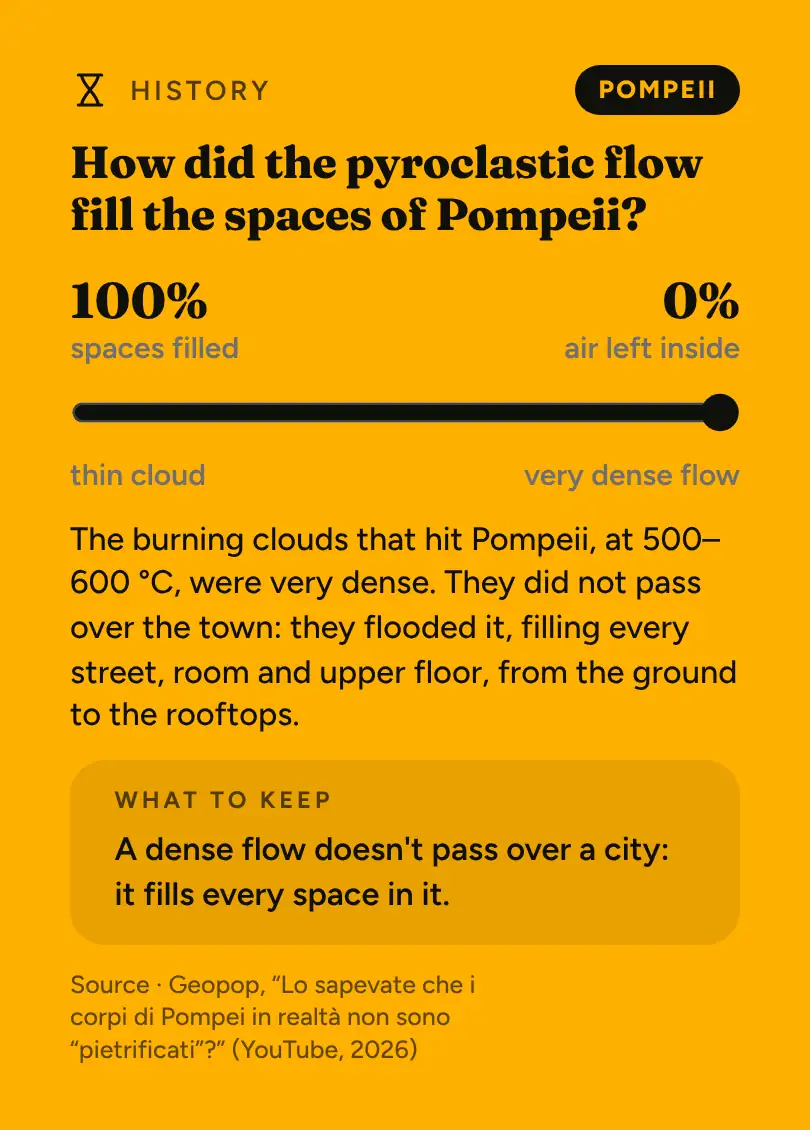 HISTORY
POMPEII
How did the pyroclastic flow
fill the spaces of Pompeii?
100%
0%
spaces filled
air left inside
thin cloud
very dense flow
The burning clouds that hit Pompeii, at 500–
600 °C, were very dense. They did not pass
over the town: they flooded it, filling every
street, room and upper floor, from the ground
to the rooftops.
WHAT TO KEEP
A dense flow doesn't pass over a city:
it fills every space in it.
Source · Geopop, “Lo sapevate che i
corpi di Pompei in realtà non sono
“pietrificati”?” (YouTube, 2026)